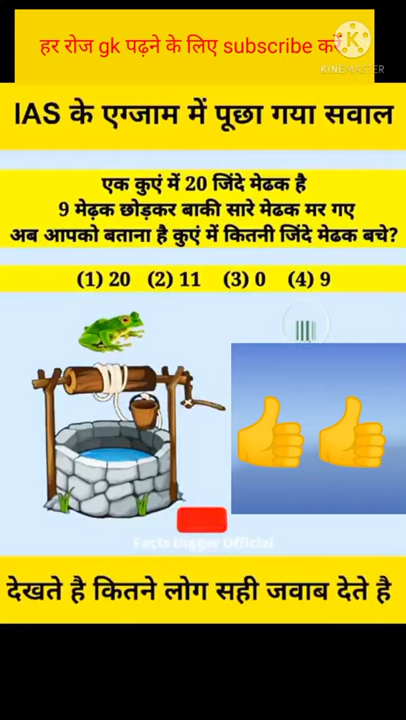 हर रोज gk पढ़ने के लिए subscribe करें
KINEMASTER
IAS के एग्जाम में पूछा गया सवाल
एक कुएं में 20 जिंदे मेढक है
9 मेढ़क छोड़कर बाकी सारे मेढक मर गए
अब आपको बताना है कुएं में कितनी जिंदे मेढक बचे?
(1) 20 (2) 11 (3) 0 (4) 9
Facts Digger Official
देखते है कितने लोग सही जवाब देते है